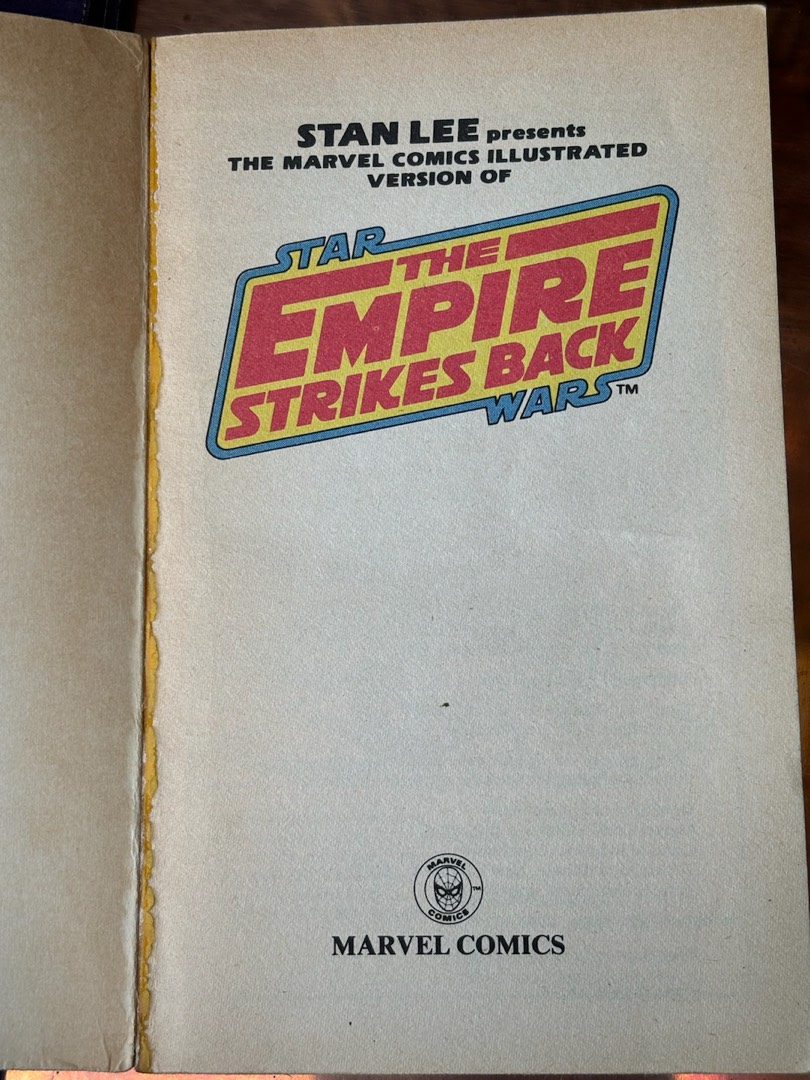 STAN LEE presents
THE MARVEL COMICS ILLUSTRATED
VERSION OF
STAR
THE
EMPIRE
STRIKES BACK
WARS™
MARVEL
COMICS
TM
MARVEL COMICS